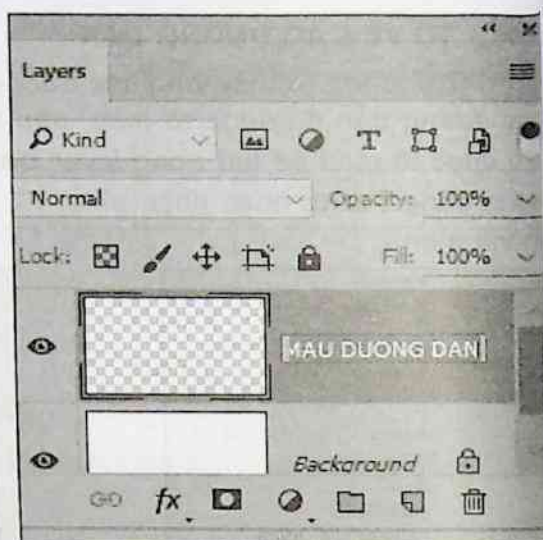 Layers
Kind
Normal Opacity: 100%
Lock: Fill: 100%
MAU DUONG DAN
Background
fx